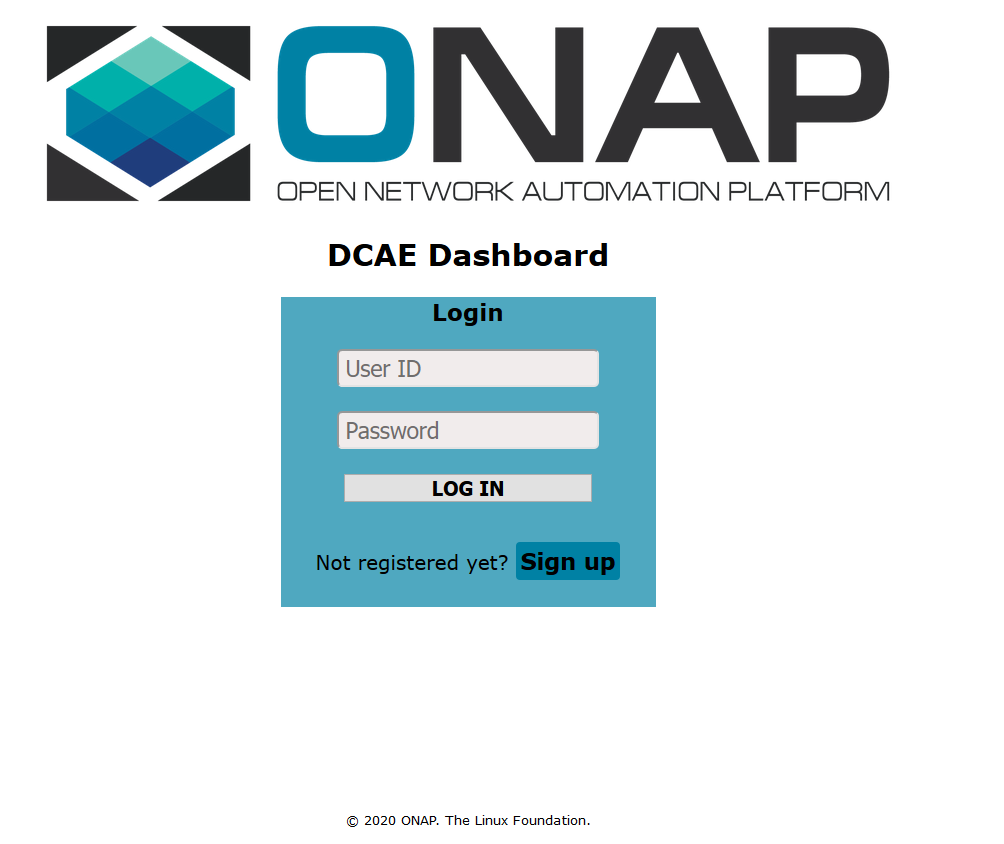 ONAP
OPEN NETWORK AUTOMATION PLATFORM
DCAE Dashboard
Login
User ID
Password
LOG IN
Not registered yet? Sign up
© 2020 ONAP. The Linux Foundation.